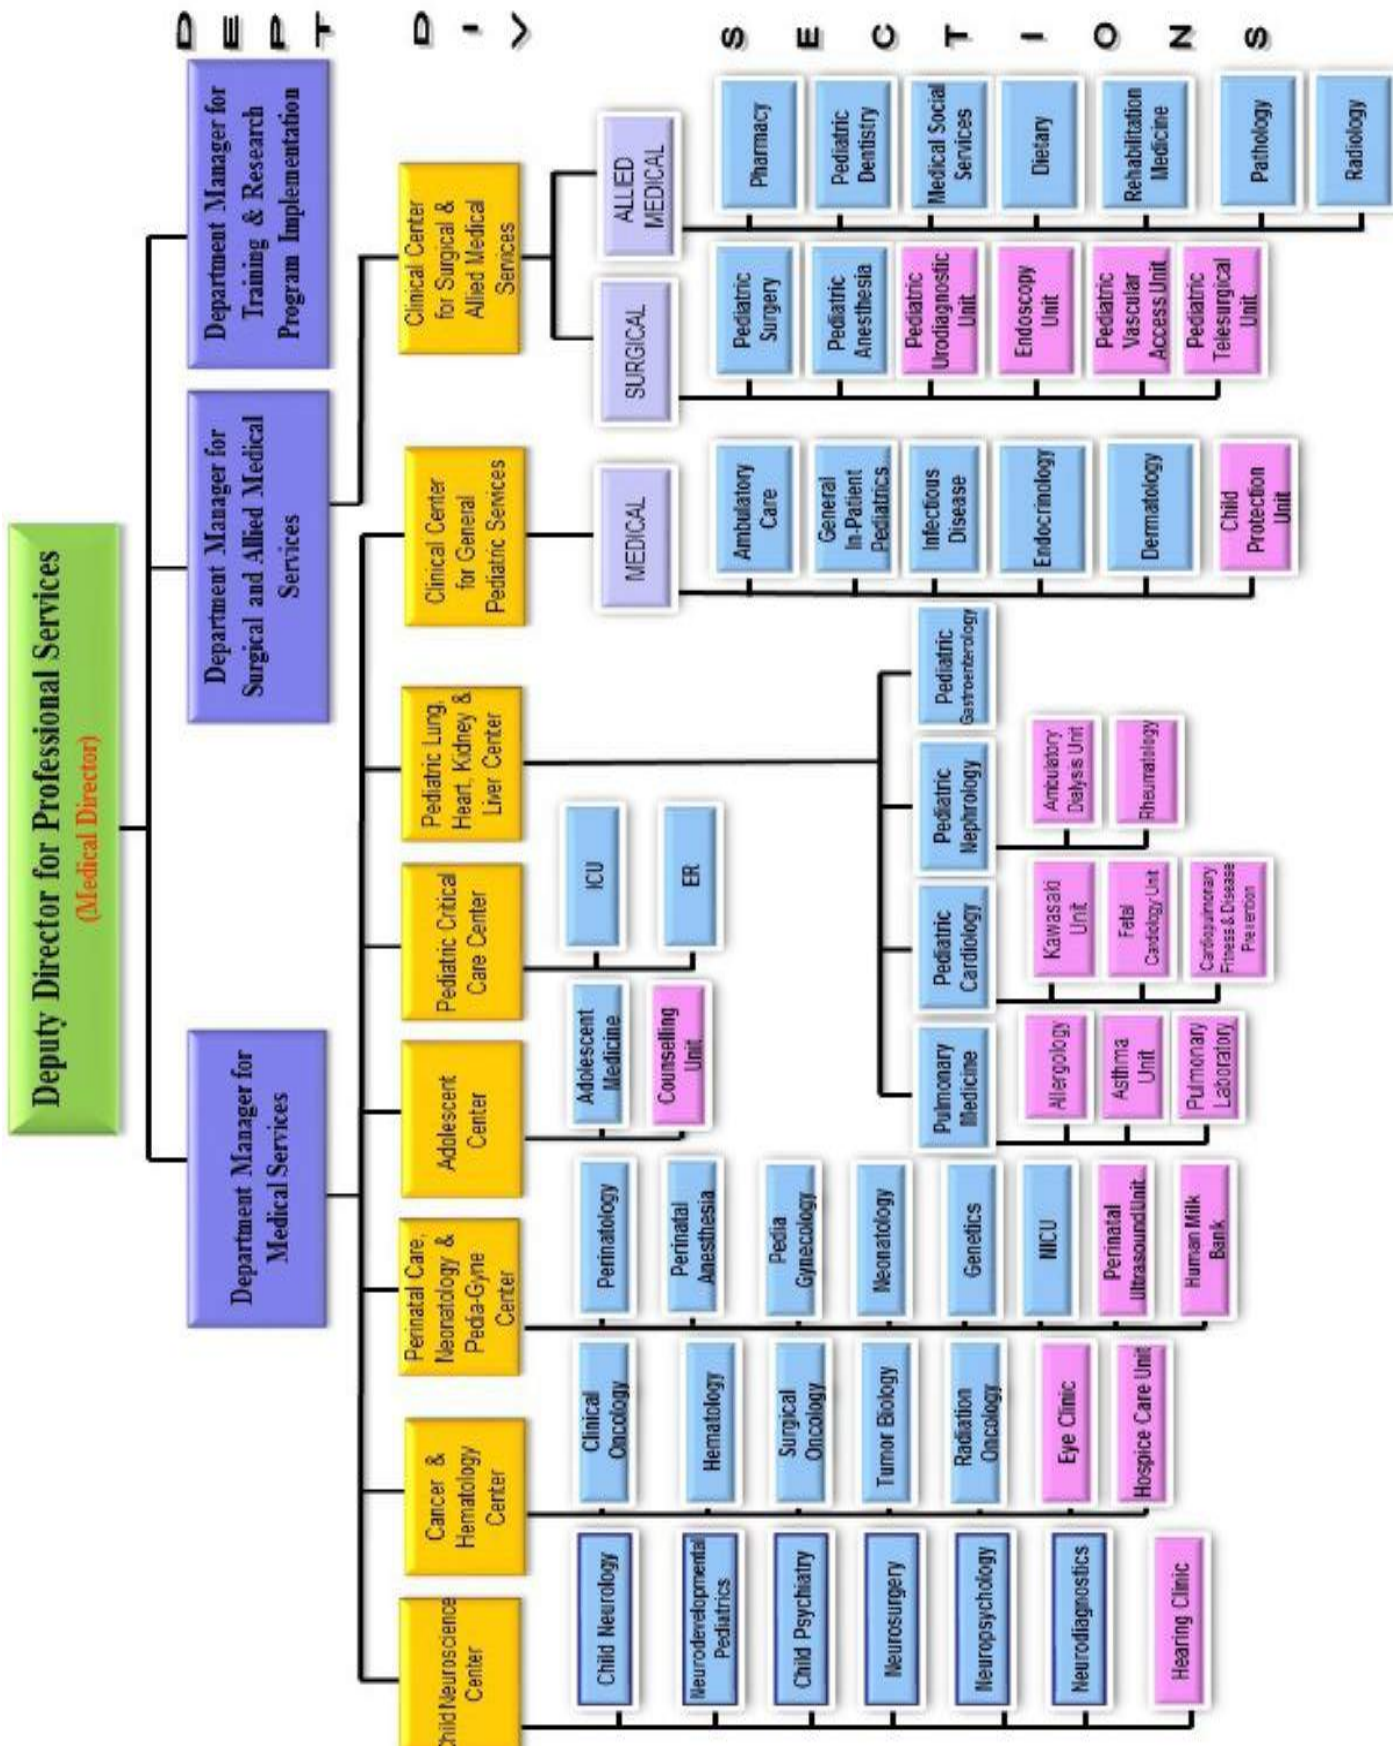 Deputy Director for Professional Services
(Medical Director)
D E P T
Department Manager for
Medical Services
Department Manager for
Surgical and Allied Medical
Services
Department Manager for
Training & Research
Program Implementation
D I V
Child Neuroscience
Center
Cancer &
Hematology
Center
Perinatal Care,
Neonatology &
Pedia-Gyne
Center
Adolescent
Center
Pediatric Critical
Care Center
Pediatric Lung,
Heart, Kidney &
Liver Center
Clinical Center
for General
Pediatric Services
Clinical Center
for Surgical &
Allied Medical
Services
S E C T I O N S
Child Neurology
Neurodevelopmental
Pediatrics
Child Psychiatry
Neurosurgery
Neuropsychology
Neurodiagnostics
Hearing Clinic
Clinical
Oncology
Hematology
Surgical
Oncology
Tumor Biology
Radiation
Oncology
Eye Clinic
Hospice Care Unit
Perinatology
Perinatal
Anesthesia
Pedia
Gynecology
Neonatology
Genetics
NICU
Perinatal
Ultrasound Unit
Human Milk
Bank
Adolescent
Medicine
Counselling
Unit
ICU
ER
Pulmonary
Medicine
Allergology
Asthma
Unit
Pulmonary
Laboratory
Pediatric
Cardiology
Kawasaki
Unit
Fetal
Cardiology Unit
Cardiopulmonary
Fitness & Disease
Prevention
Pediatric
Nephrology
Ambulatory
Dialysis Unit
Rheumatology
Pediatric
Gastroenterology
MEDICAL
Ambulatory
Care
General
In-Patient
Pediatrics
Infectious
Disease
Endocrinology
Dermatology
Child
Protection
Unit
SURGICAL
Pediatric
Surgery
Pediatric
Anesthesia
Pediatric
Urodiagnostic
Unit
Endoscopy
Unit
Pediatric
Vascular
Access Unit
Pediatric
Telesurgical
Unit
ALLIED
MEDICAL
Pharmacy
Pediatric
Dentistry
Medical Social
Services
Dietary
Rehabilitation
Medicine
Pathology
Radiology